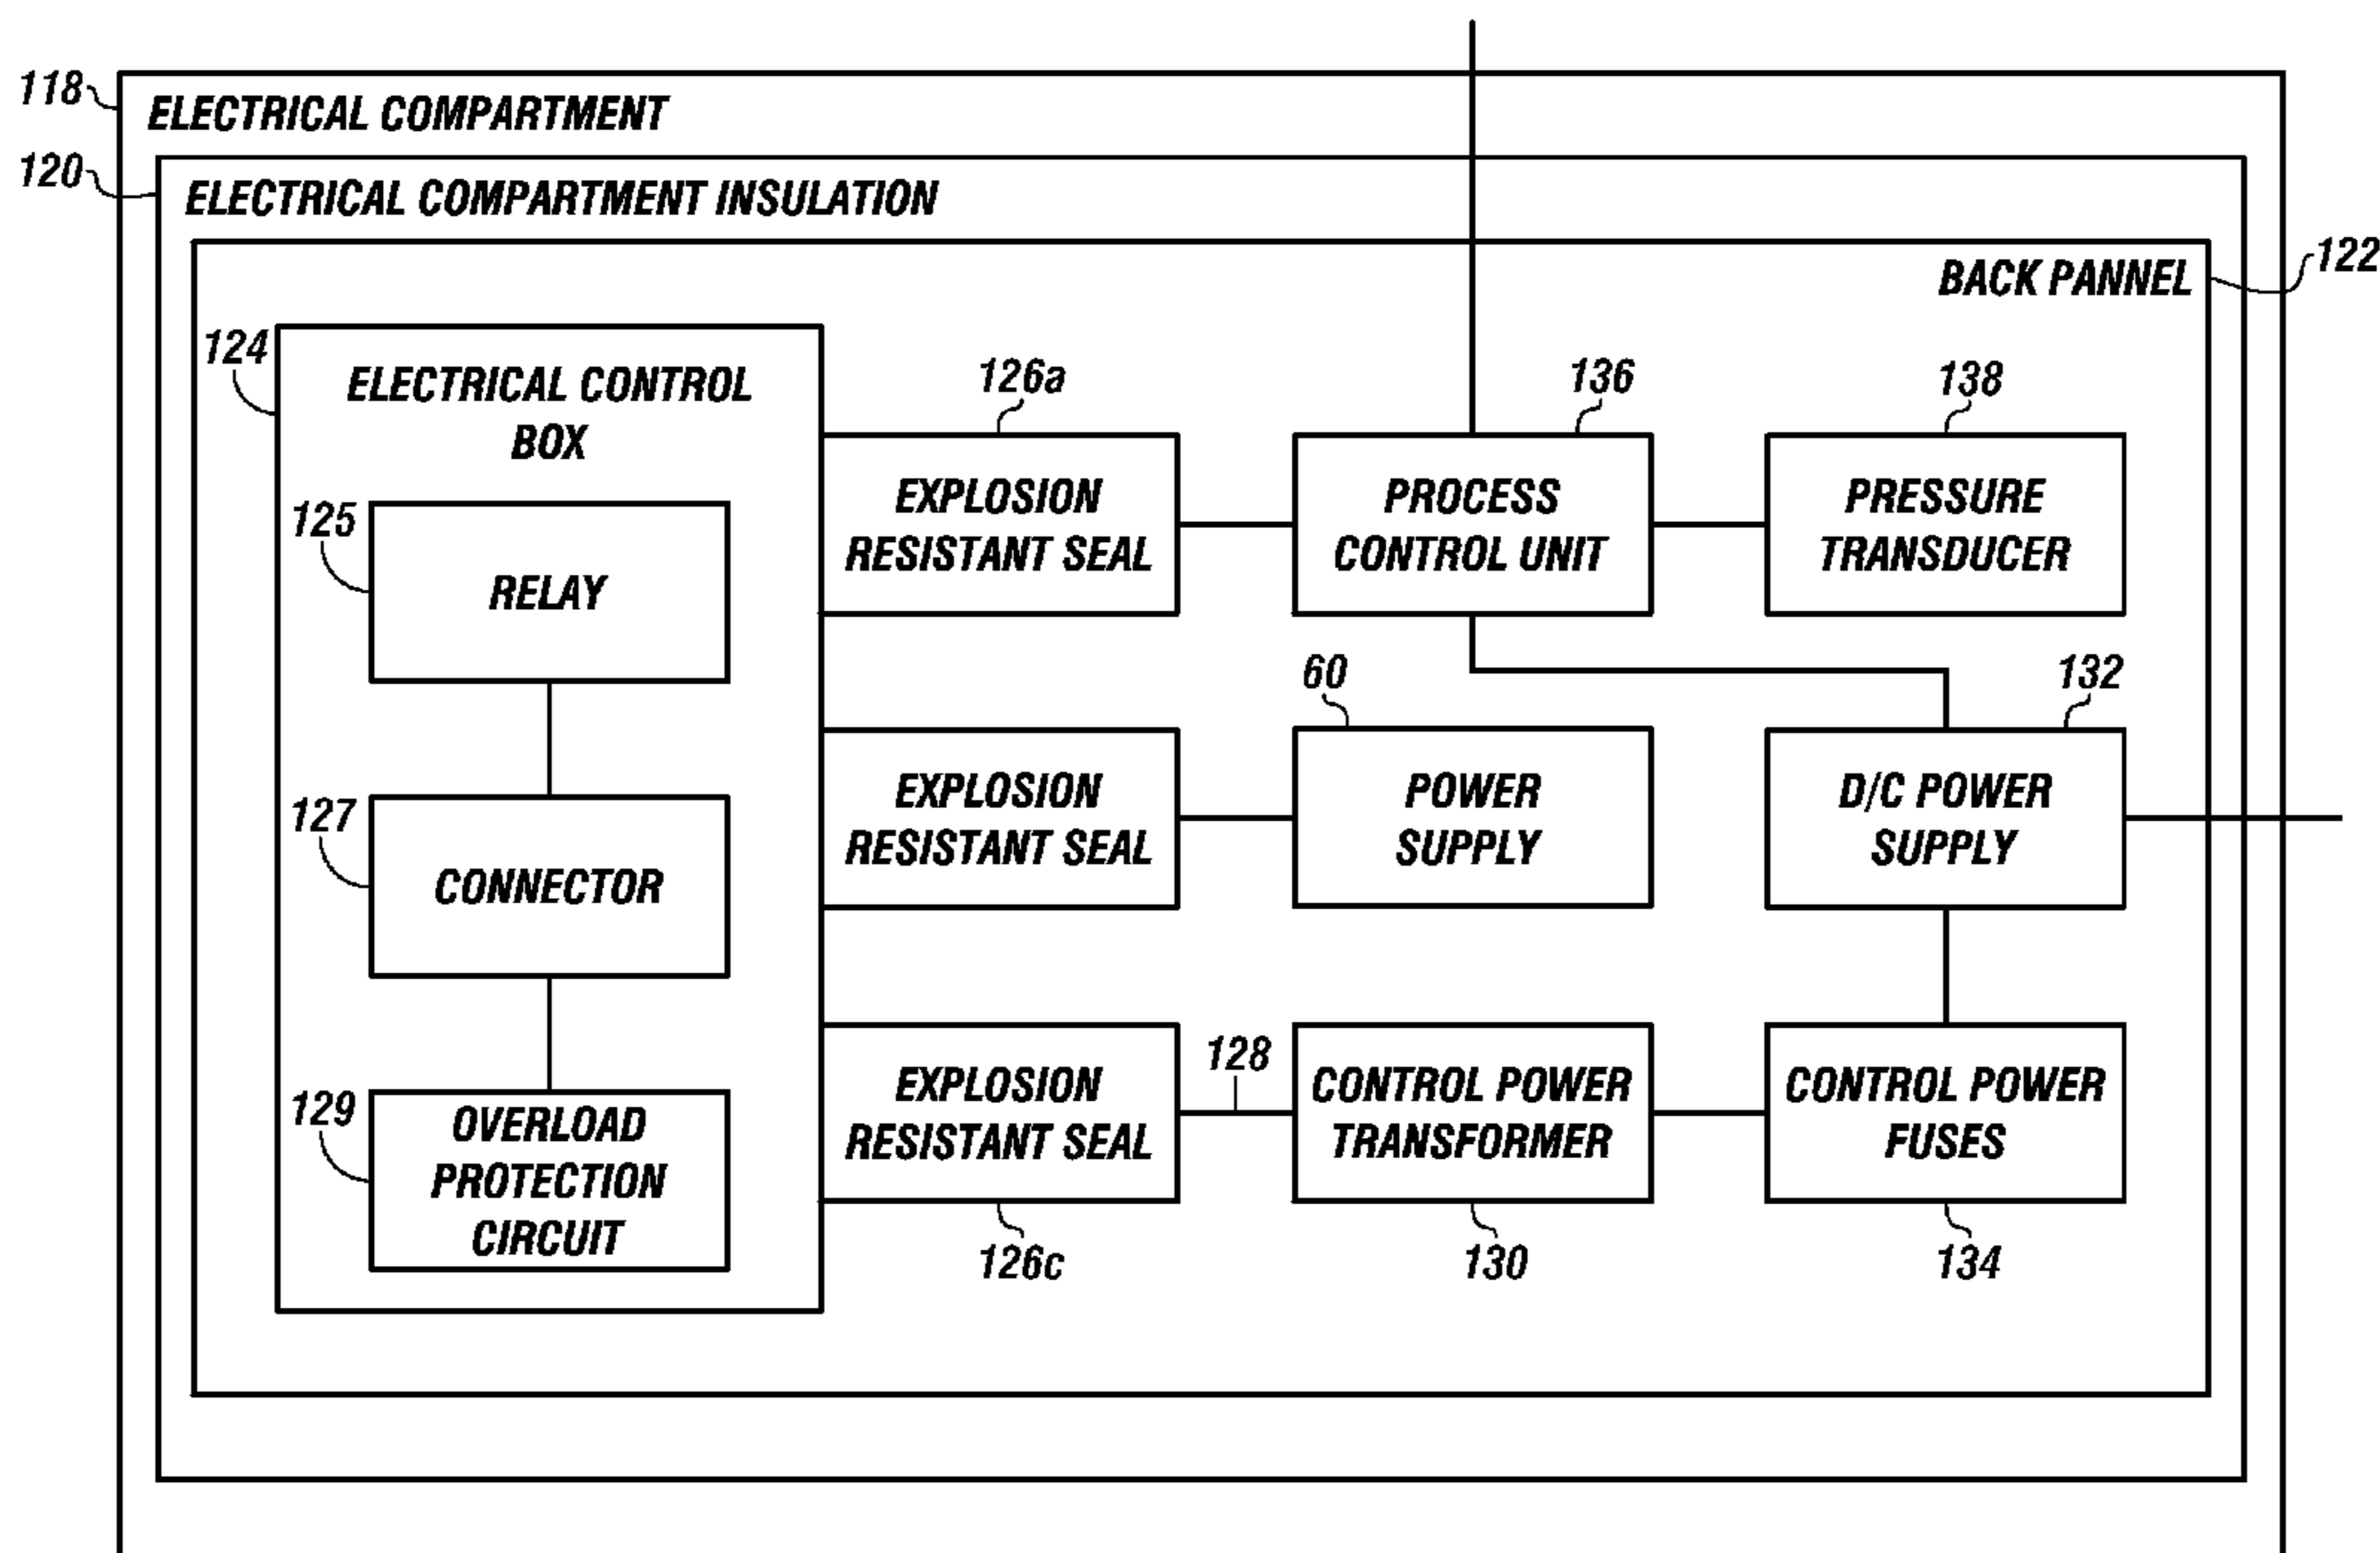 118
ELECTRICAL COMPARTMENT
120
ELECTRICAL COMPARTMENT INSULATION
BACK PANNEL
122
124
ELECTRICAL CONTROL
BOX
126a
136
138
125
RELAY
EXPLOSION
RESISTANT SEAL
PROCESS
CONTROL UNIT
PRESSURE
TRANSDUCER
60
132
127
CONNECTOR
EXPLOSION
RESISTANT SEAL
POWER
SUPPLY
D/C POWER
SUPPLY
128
129
OVERLOAD
PROTECTION
CIRCUIT
EXPLOSION
RESISTANT SEAL
CONTROL POWER
TRANSFORMER
CONTROL POWER
FUSES
126c
130
134